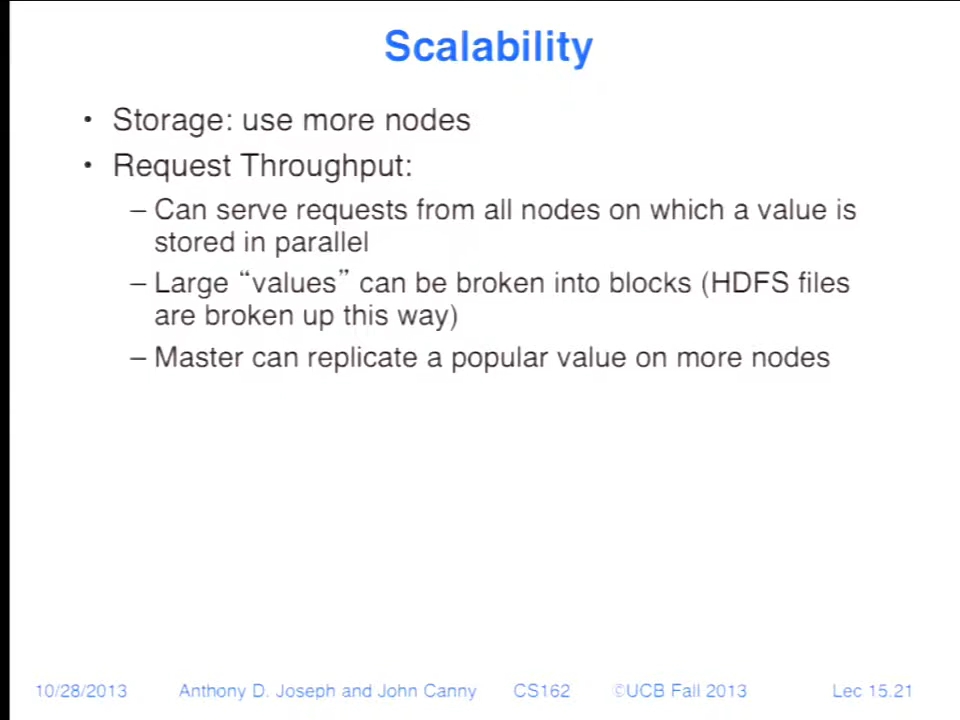 Scalability
• Storage: use more nodes
• Request Throughput:
– Can serve requests from all nodes on which a value is
stored in parallel
– Large “values” can be broken into blocks (HDFS files
are broken up this way)
– Master can replicate a popular value on more nodes
10/28/2013 Anthony D. Joseph and John Canny CS162 ©UCB Fall 2013 Lec 15.21